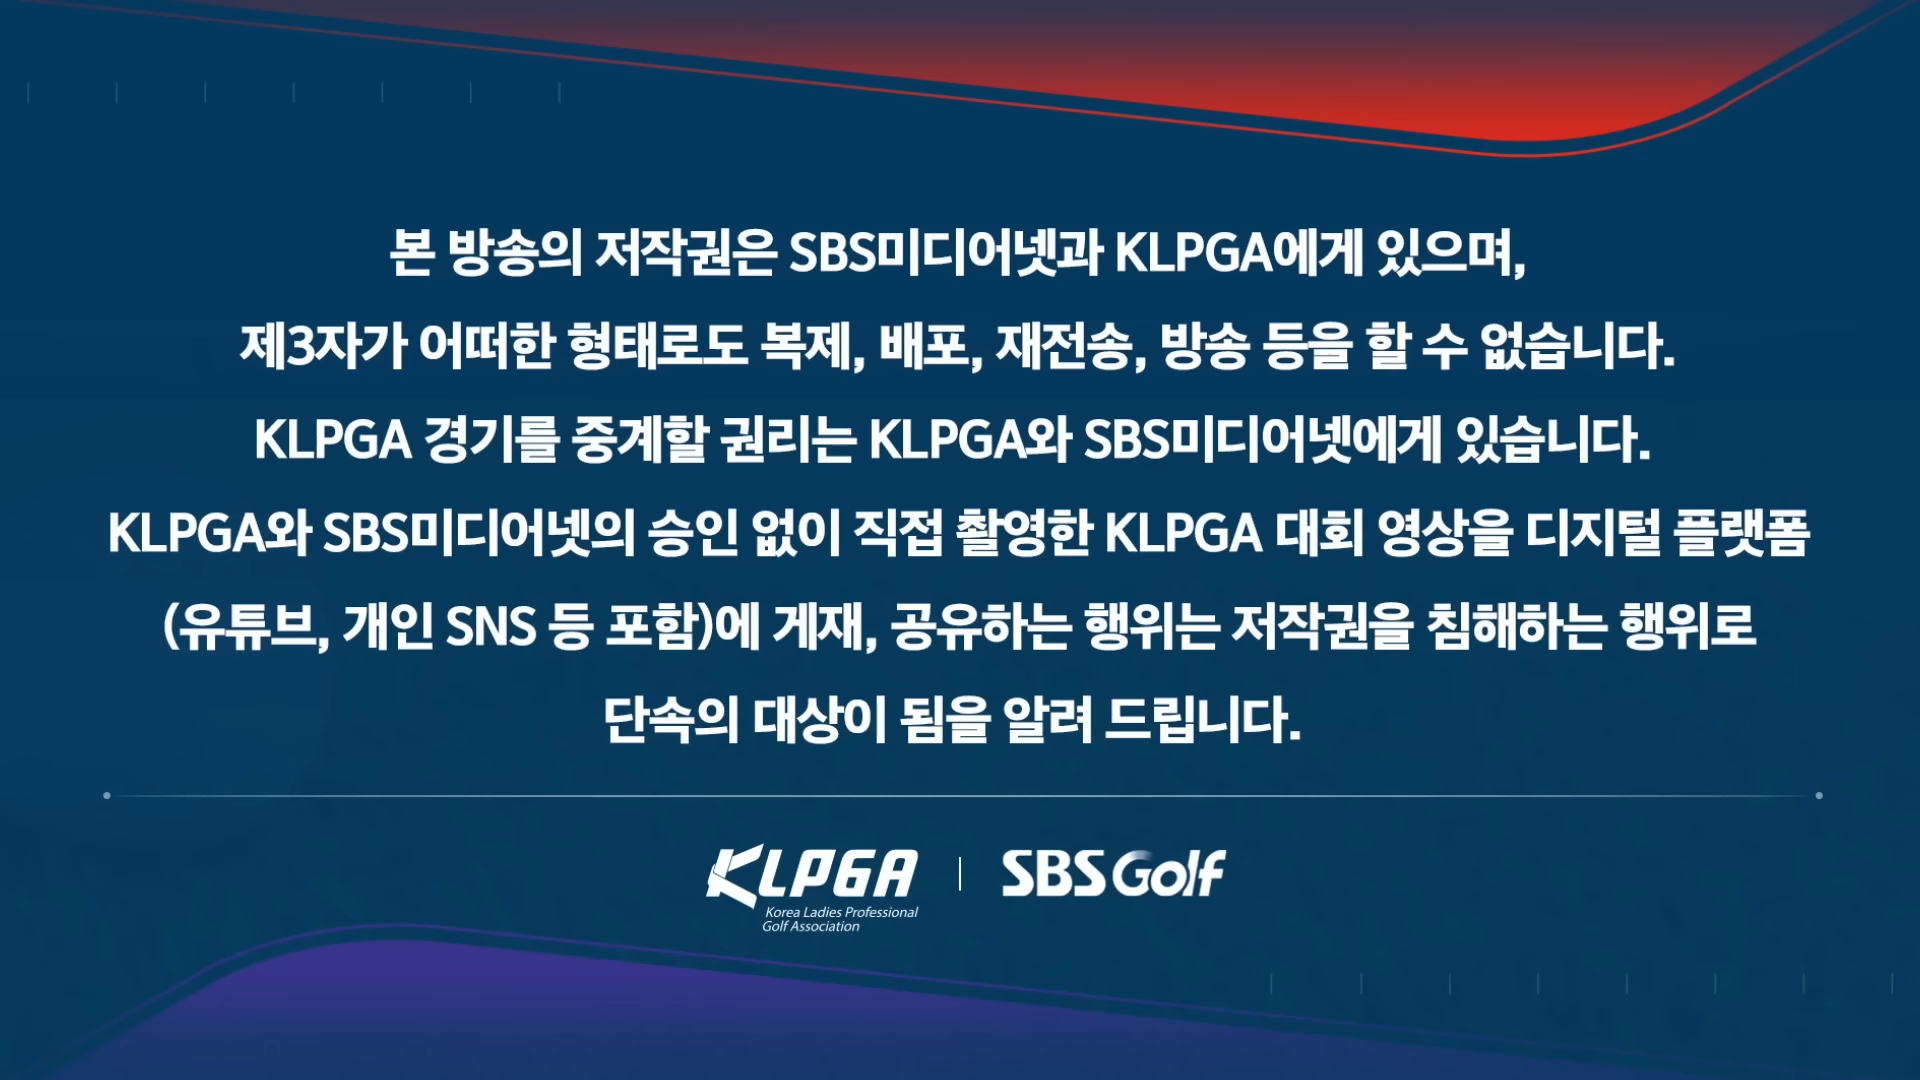 본 방송의 저작권은 SBS미디어넷과 KLPGA에게 있으며,
제3자가 어떠한 형태로도 복제, 배포, 재전송, 방송 등을 할 수 없습니다.
KLPGA 경기를 중계할 권리는 KLPGA와 SBS미디어넷에게 있습니다.
KLPGA와 SBS미디어넷의 승인 없이 직접 촬영한 KLPGA 대회 영상을 디지털 플랫폼
(유튜브, 개인 SNS 등 포함)에 게재, 공유하는 행위는 저작권을 침해하는 행위로
단속의 대상이 됨을 알려 드립니다.
KLPGA
Korea Ladies Professional
Golf Association
SBS Golf